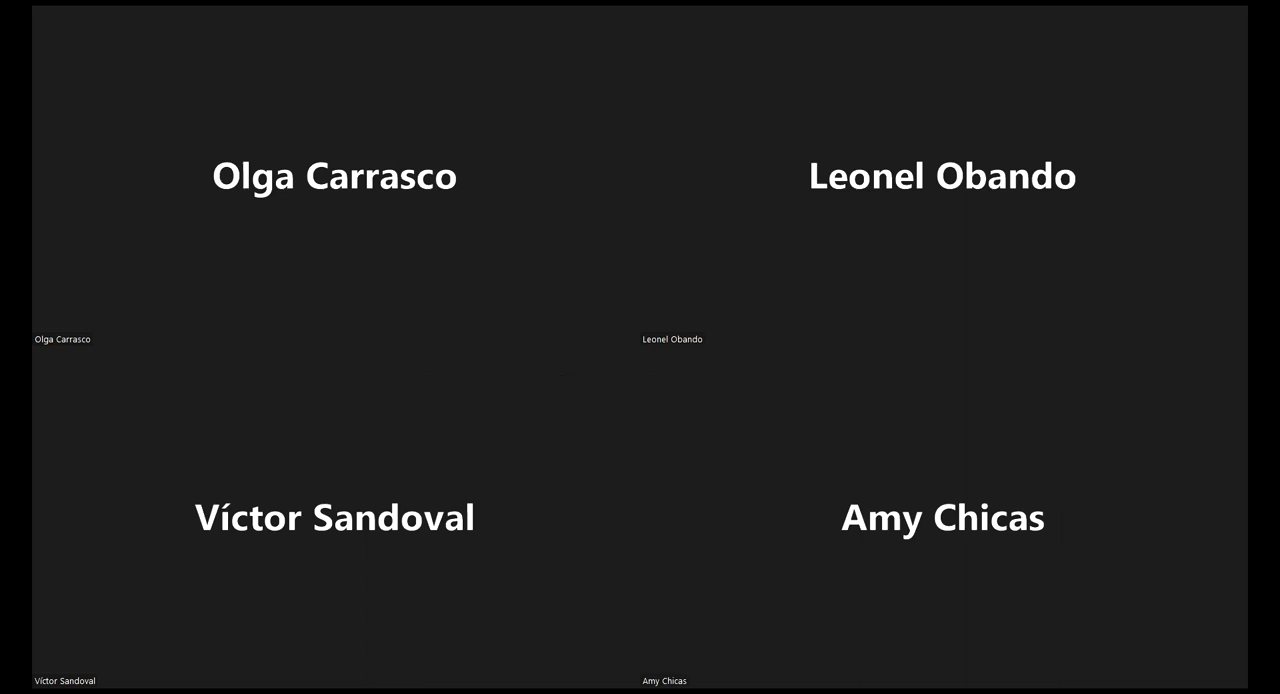 Olga Carrasco
Leonel Obando
Olga Carrasco
Leonel Obando
Víctor Sandoval
Amy Chicas
Víctor Sandoval
Amy Chicas